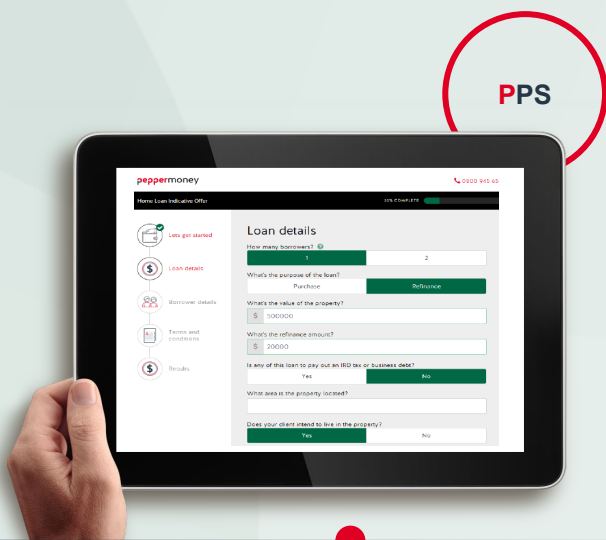 PPS
peppermoney
0800 945 65
Home Loan Indicative Offer
20% COMPLETE
Lets get started
Loan details
Borrower details
Terms and
conditions
Results
Loan details
How many borrowers?
1
2
What's the purpose of the loan?
Purchase
Refinance
What's the value of the property?
$ 500000
What's the refinance amount?
$ 20000
Is any of this loan to pay out an IRD tax or business debt?
Yes
No
What area is the property located?
Does your client intend to live in the property?
Yes
No